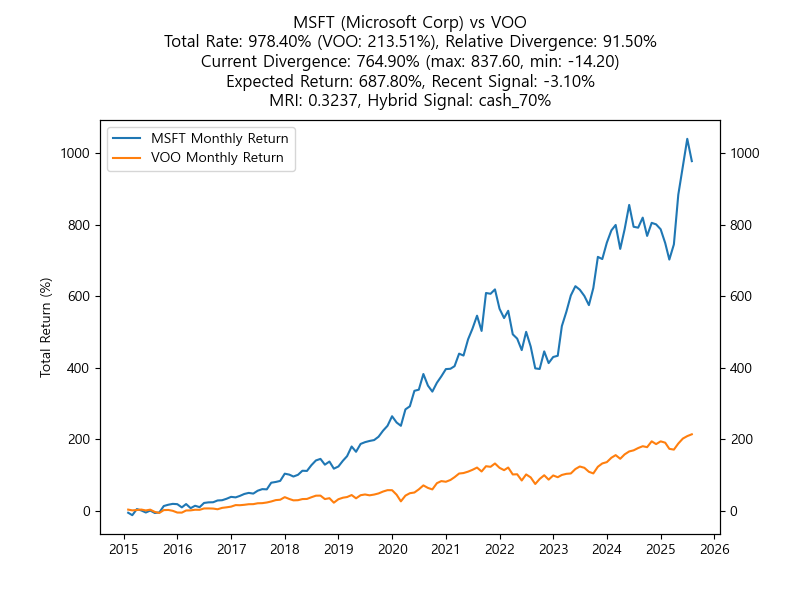 MSFT (Microsoft Corp) vs VOO
Total Rate: 978.40% (VOO: 213.51%), Relative Divergence: 91.50%
Current Divergence: 764.90% (max: 837.60, min: -14.20)
Expected Return: 687.80%, Recent Signal: -3.10%
MRI: 0.3237, Hybrid Signal: cash_70%
MSFT Monthly Return
VOO Monthly Return
Total Return (%)
1000
800
600
400
200
0
1000
800
600
400
200
0
2015 2016 2017 2018 2019 2020 2021 2022 2023 2024 2025 2026